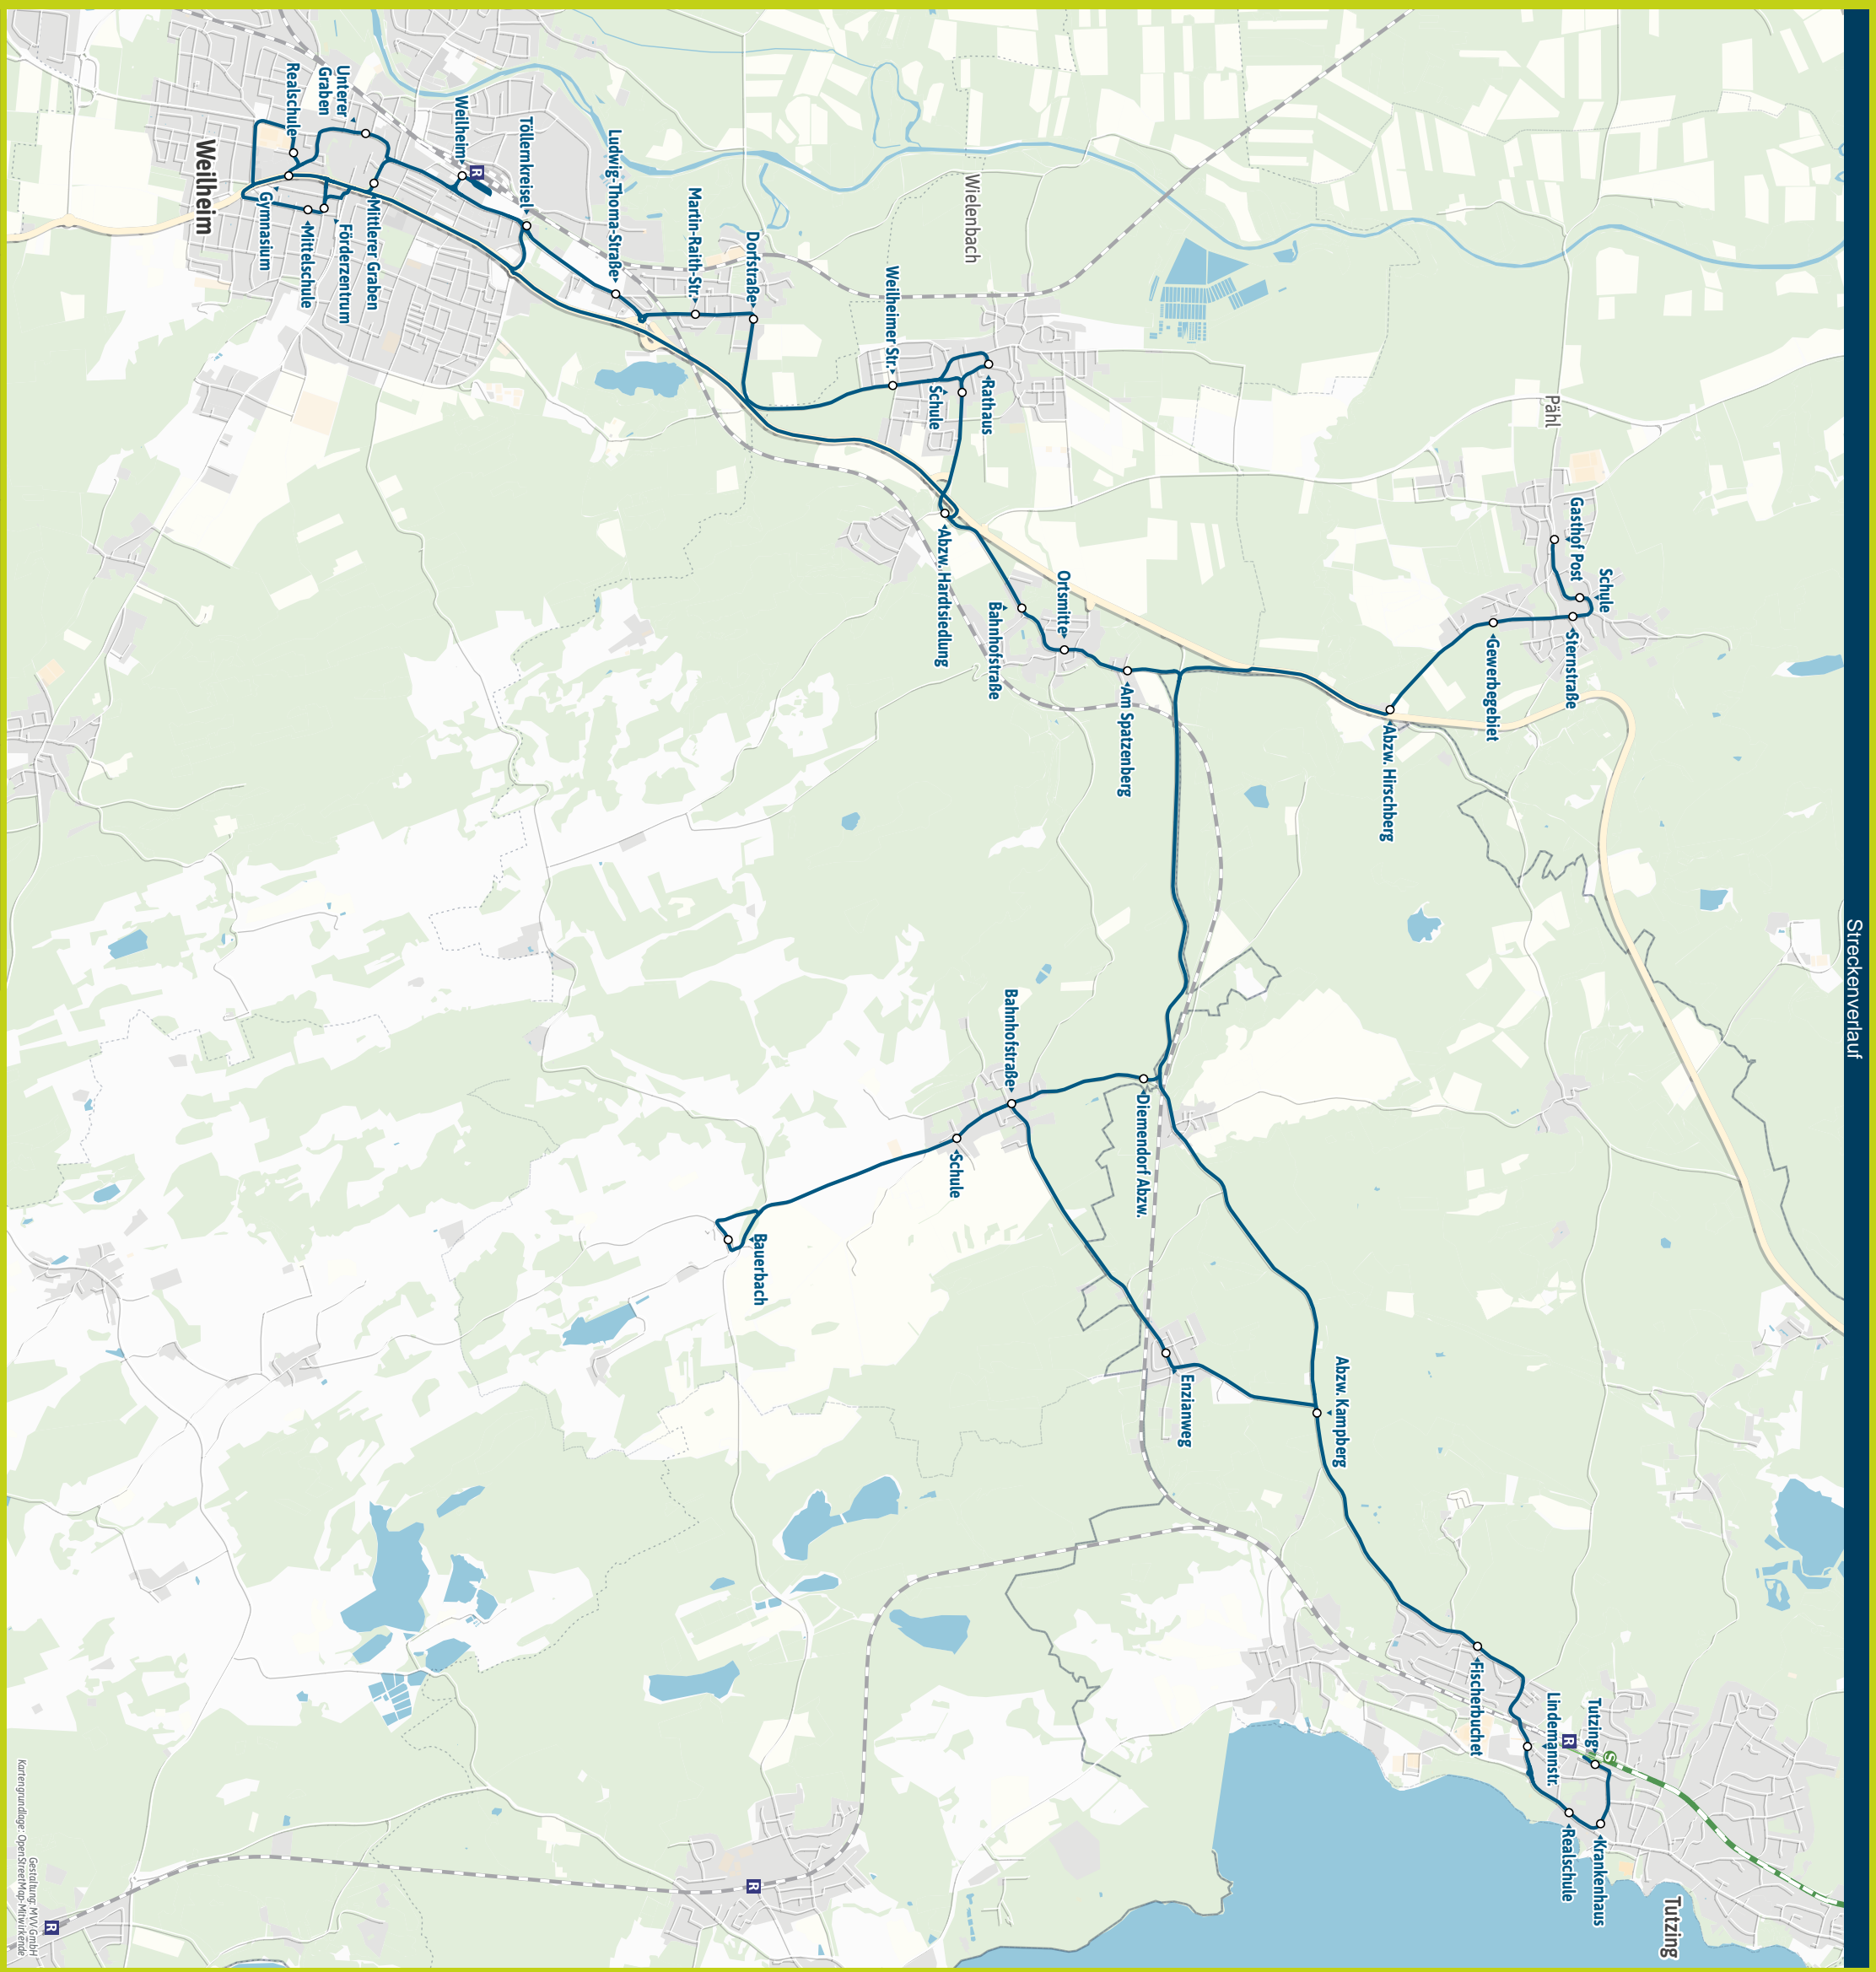 Streckenverlauf
Weilheim
Realschule
Unterer
Graben
Weilheim
R
Töllernkreisel
Ludwig-Thoma-Straße
Martin-Raith-Str.
Dorfstraße
Gymnasium
Mittelschule
Förderzentrum
Mittlerer Graben
Wielenbach
Weilheimer Str.
Schule
Rathaus
Abzw. Hardtsiedlung
Bahnhofstraße
Ortsmitte
Am Spatzenberg
Abzw. Hirschberg
Pähl
Gasthof Post
Schule
Sternstraße
Gewerbegebiet
Bahnhofstraße
Diemendorf Abzw.
Schule
Bauerbach
Enzianweg
Abzw. Kampberg
Fischerbuchet
Lindemannstr.
R
Tutzing
S
Realschule
Krankenhaus
Tutzing
R
R
Gestaltung: MVV GmbH
Kartengrundlage: OpenStreetMap-Mitwirkende